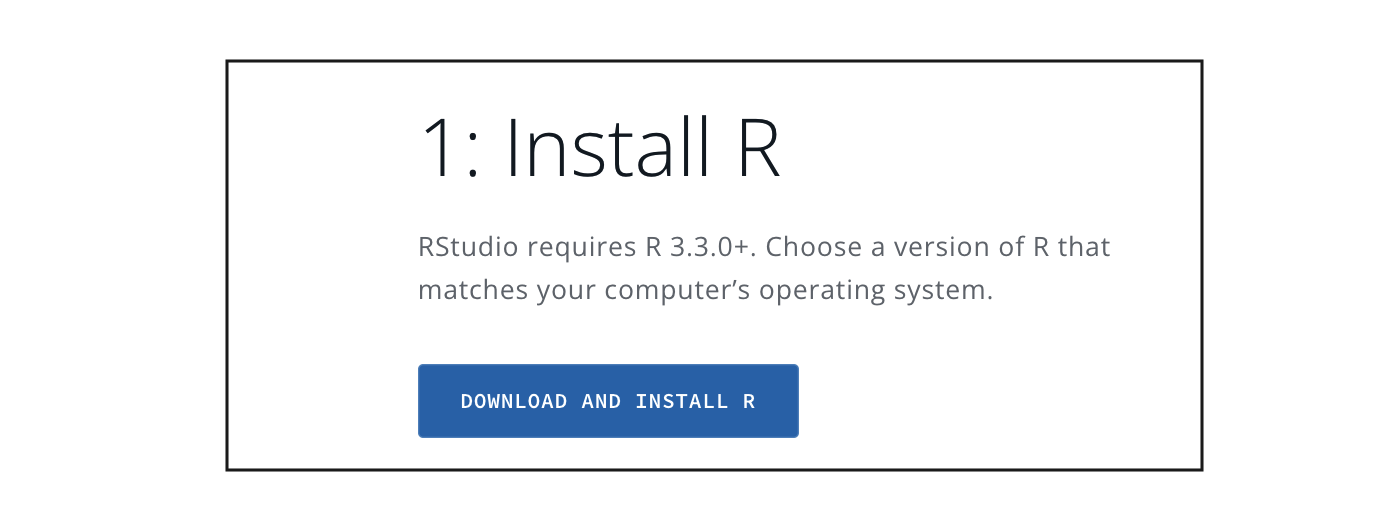 1: Install R
RStudio requires R 3.3.0+. Choose a version of R that
matches your computer’s operating system.
DOWNLOAD AND INSTALL R